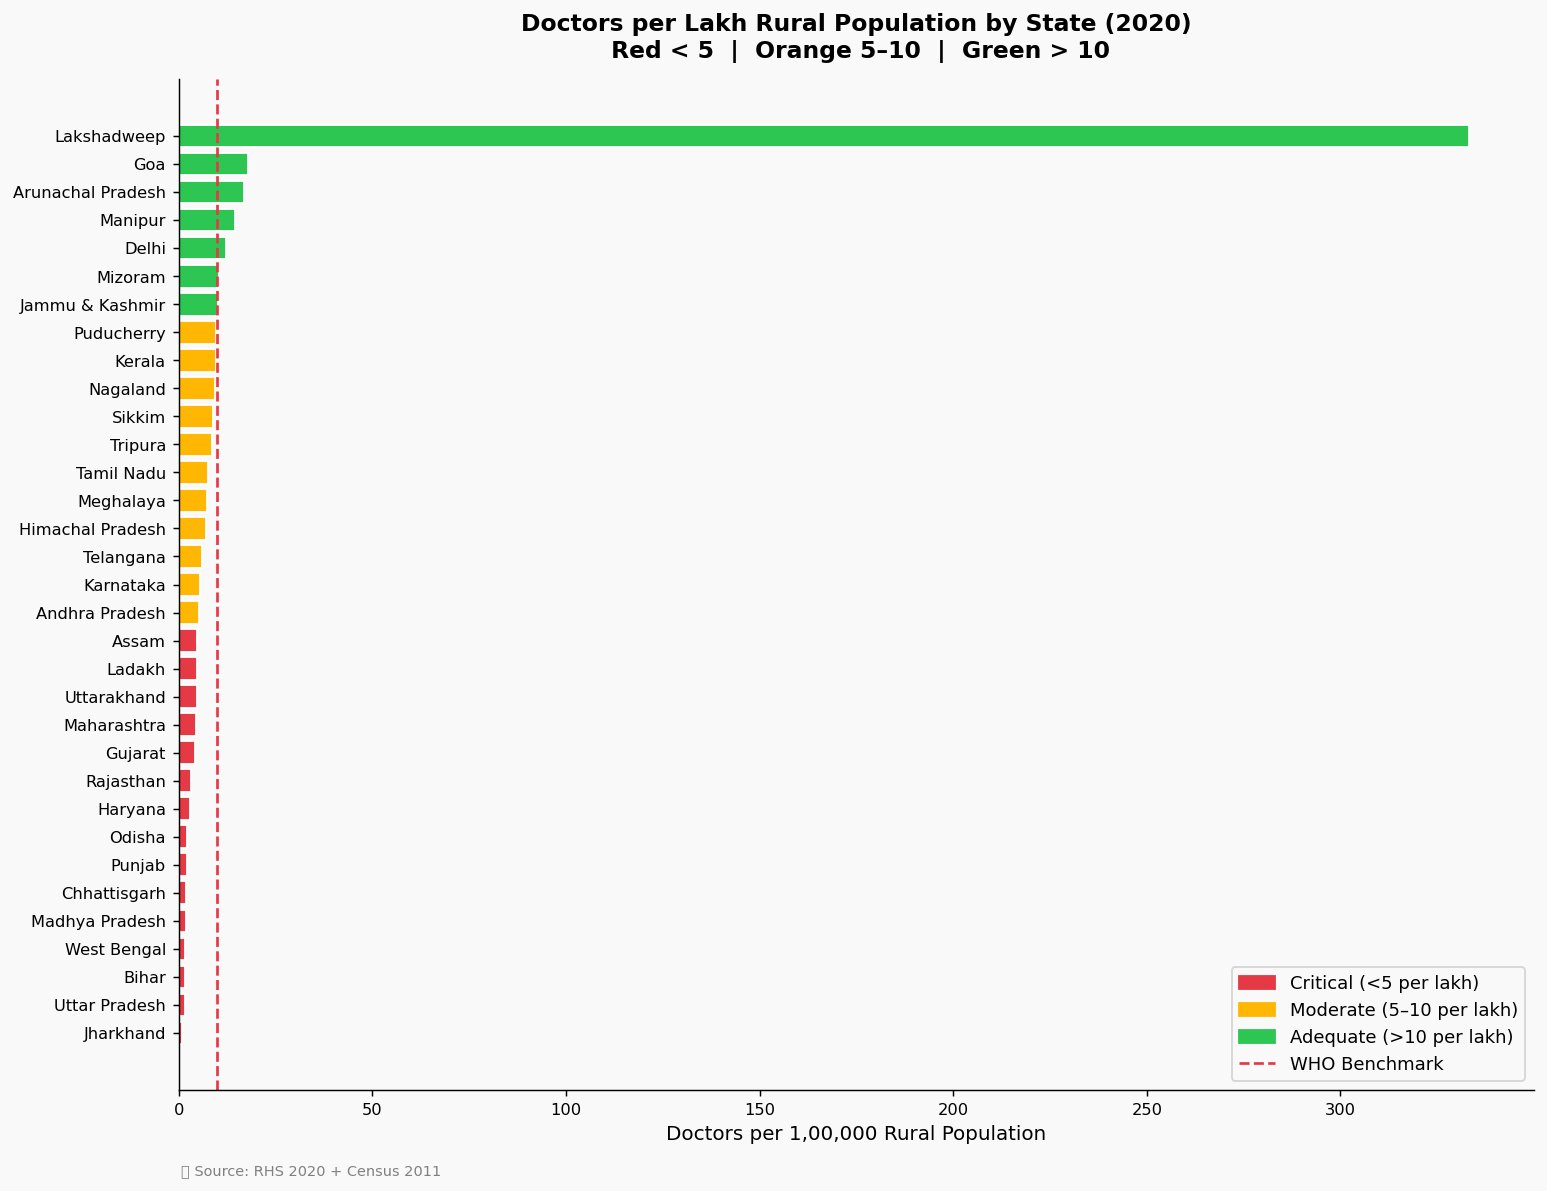 Doctors per Lakh Rural Population by State (2020)
Red < 5 | Orange 5–10 | Green > 10
Lakshadweep
Goa
Arunachal Pradesh
Manipur
Delhi
Mizoram
Jammu & Kashmir
Puducherry
Kerala
Nagaland
Sikkim
Tripura
Tamil Nadu
Meghalaya
Himachal Pradesh
Telangana
Karnataka
Andhra Pradesh
Assam
Ladakh
Uttarakhand
Maharashtra
Gujarat
Rajasthan
Haryana
Odisha
Punjab
Chhattisgarh
Madhya Pradesh
West Bengal
Bihar
Uttar Pradesh
Jharkhand
Critical (<5 per lakh)
Moderate (5–10 per lakh)
Adequate (>10 per lakh)
WHO Benchmark
0 50 100 150 200 250 300
Doctors per 1,00,000 Rural Population
Source: RHS 2020 + Census 2011